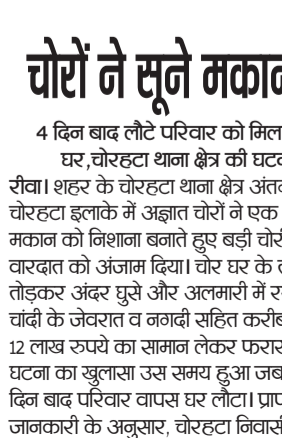 चोरों ने सूने मकान
4 दिन बाद लौटे परिवार को मिल
घर,चोरहटा थाना क्षेत्र की घटन
रीवा। शहर के चोरहटा थाना क्षेत्र अंतर्ग
चोरहटा इलाके में अज्ञात चोरों ने एक
मकान को निशाना बनाते हुए बड़ी चोरी
वारदात को अंजाम दिया। चोर घर के
तोड़कर अंदर घुसे और अलमारी में
चांदी के जेवरात व नगदी सहित करीब
12 लाख रुपये का सामान लेकर फरार
घटना का खुलासा उस समय हुआ जब
दिन बाद परिवार वापस घर लौटा।
जानकारी के अनुसार, चोरहटा निवासी